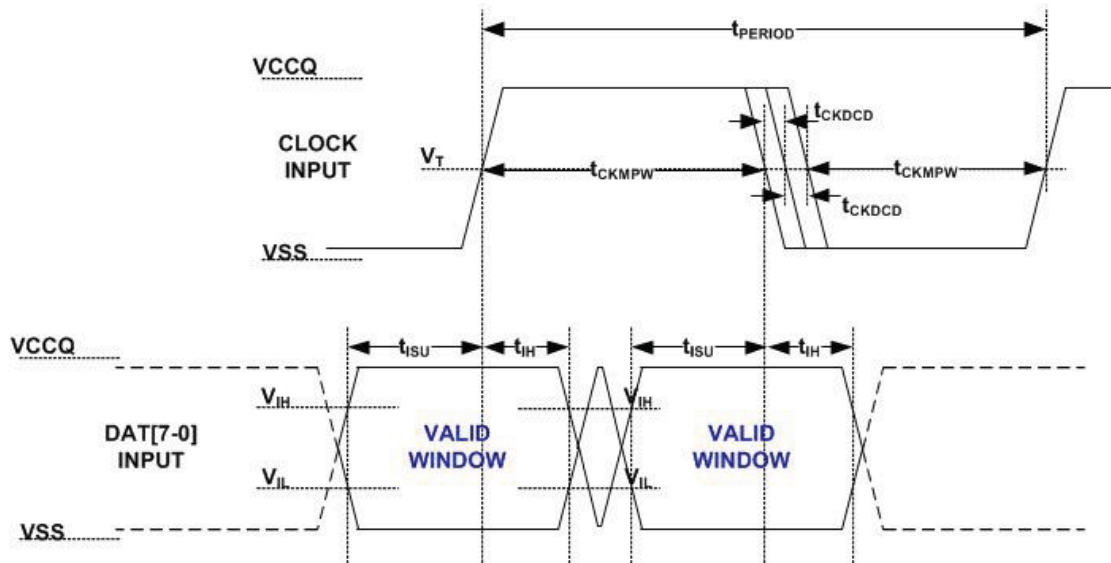 tPERIOD
VCCQ
tCKDCD
CLOCK
INPUT
VT
tCKMPW
tCKMPW
tCKDCD
VSS
VCCQ
tISU
tIH
tISU
tIH
VIH
VIH
DAT[7-0]
INPUT
VALID
WINDOW
VALID
WINDOW
VIL
VIL
VSS